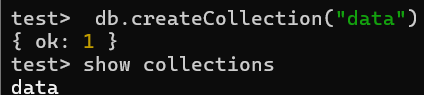 test>  db.createCollection("data")
{ ok: 1 }
test> show collections
data